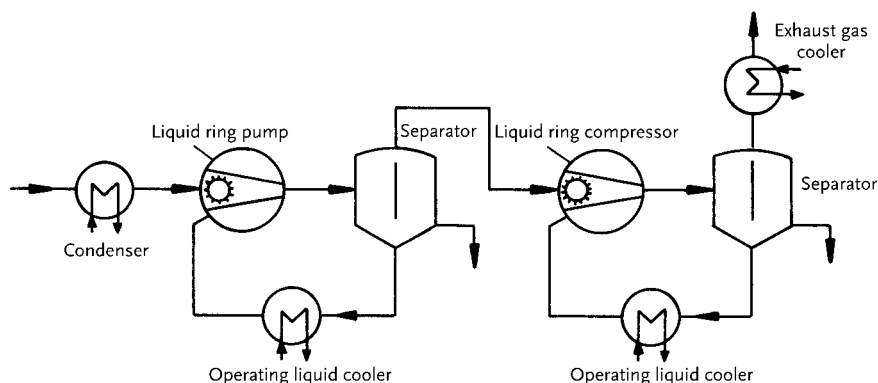 Exhaust gas
cooler
Liquid ring pump
Separator
Liquid ring compressor
Separator
Condenser
Operating liquid cooler
Operating liquid cooler